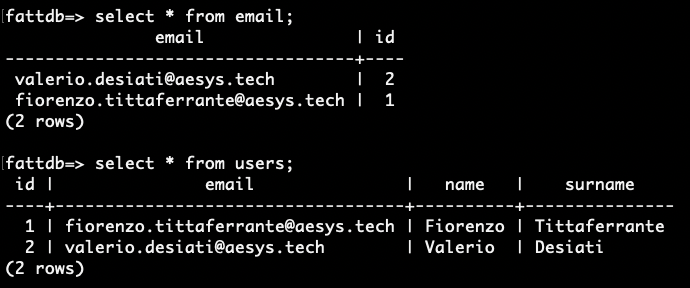 fattdb=> select * from email;
email | id
-----------------------------------+----
valerio.desiati@aesys.tech | 2
fiorenzo.tittaferrante@aesys.tech | 1
(2 rows)
fattdb=> select * from users;
id | email | name | surname
----+-----------------------------------+----------+---------------
1 | fiorenzo.tittaferrante@aesys.tech | Fiorenzo | Tittaferrante
2 | valerio.desiati@aesys.tech | Valerio | Desiati
(2 rows)